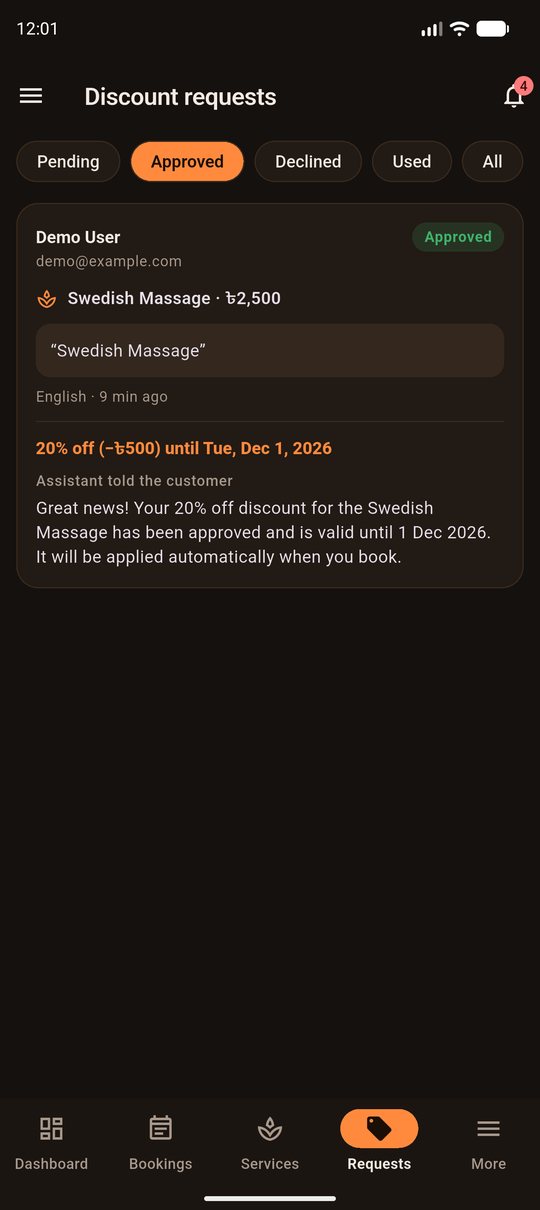 12:01
Discount requests
4
Pending
Approved
Declined
Used
All
Demo User
Approved
demo@example.com
Swedish Massage · ৳2,500
“Swedish Massage”
English · 9 min ago
20% off (−৳500) until Tue, Dec 1, 2026
Assistant told the customer
Great news! Your 20% off discount for the Swedish
Massage has been approved and is valid until 1 Dec 2026.
It will be applied automatically when you book.
Dashboard
Bookings
Services
Requests
More